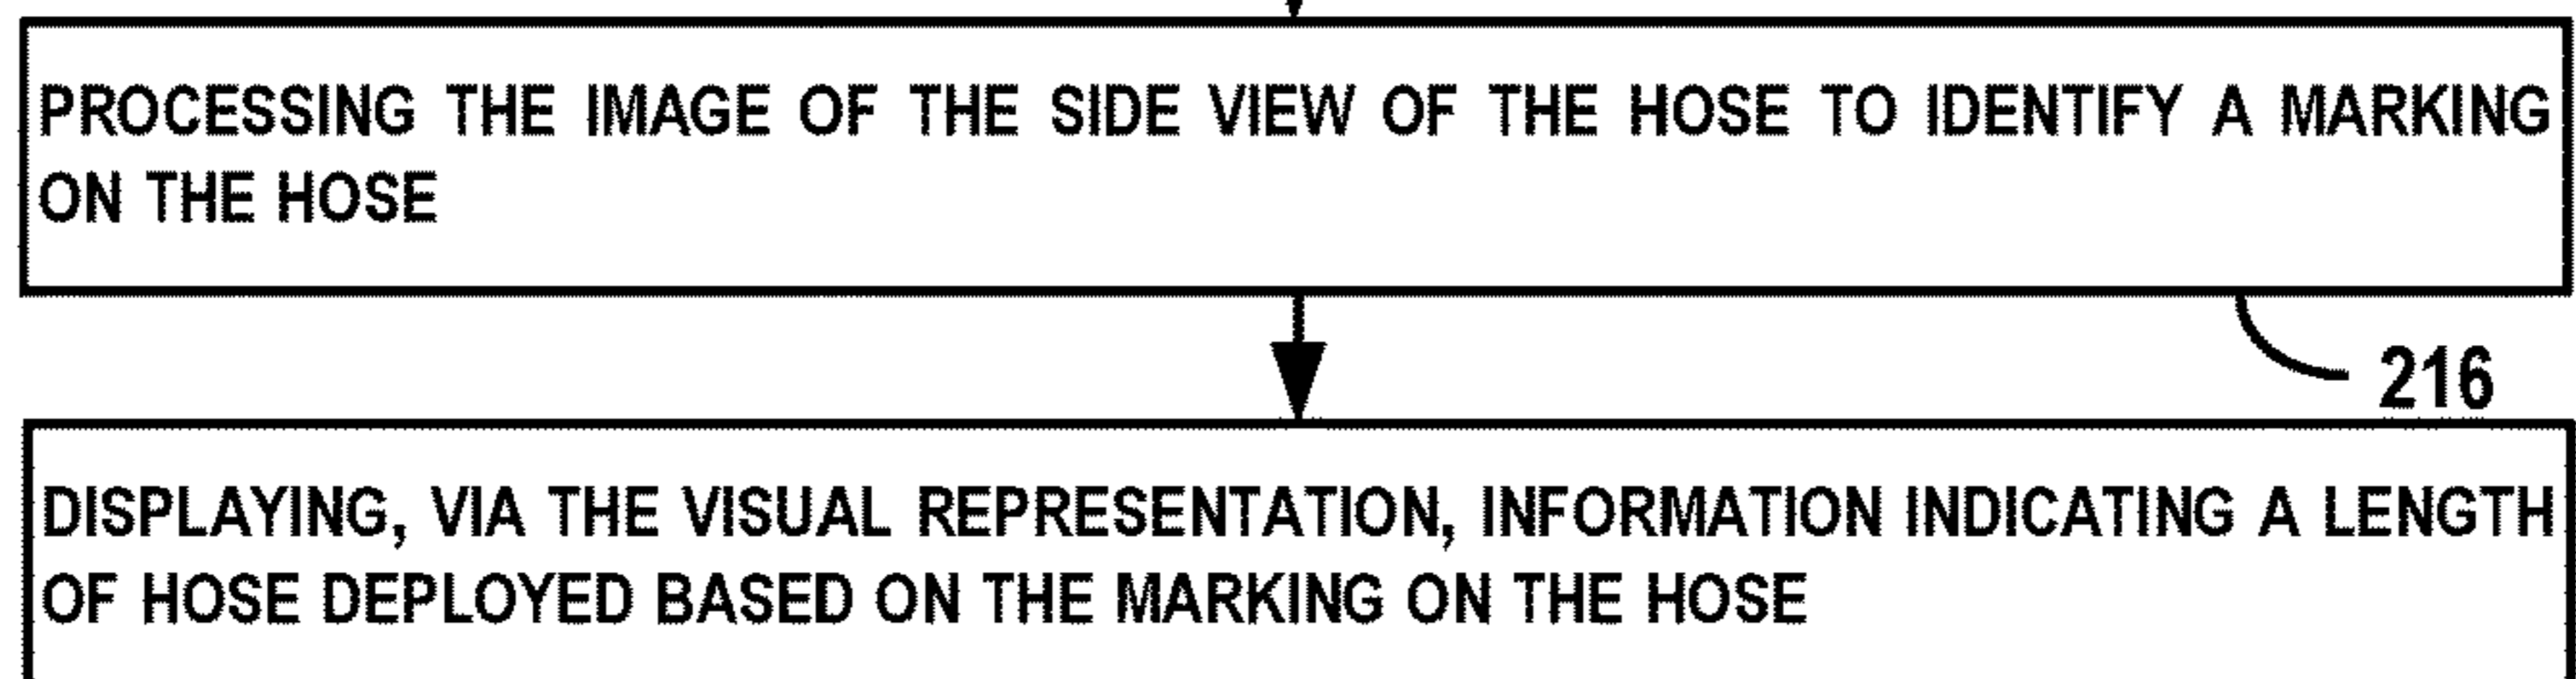 PROCESSING THE IMAGE OF THE SIDE VIEW OF THE HOSE TO IDENTIFY A MARKING
ON THE HOSE
216
DISPLAYING, VIA THE VISUAL REPRESENTATION, INFORMATION INDICATING A LENGTH
OF HOSE DEPLOYED BASED ON THE MARKING ON THE HOSE